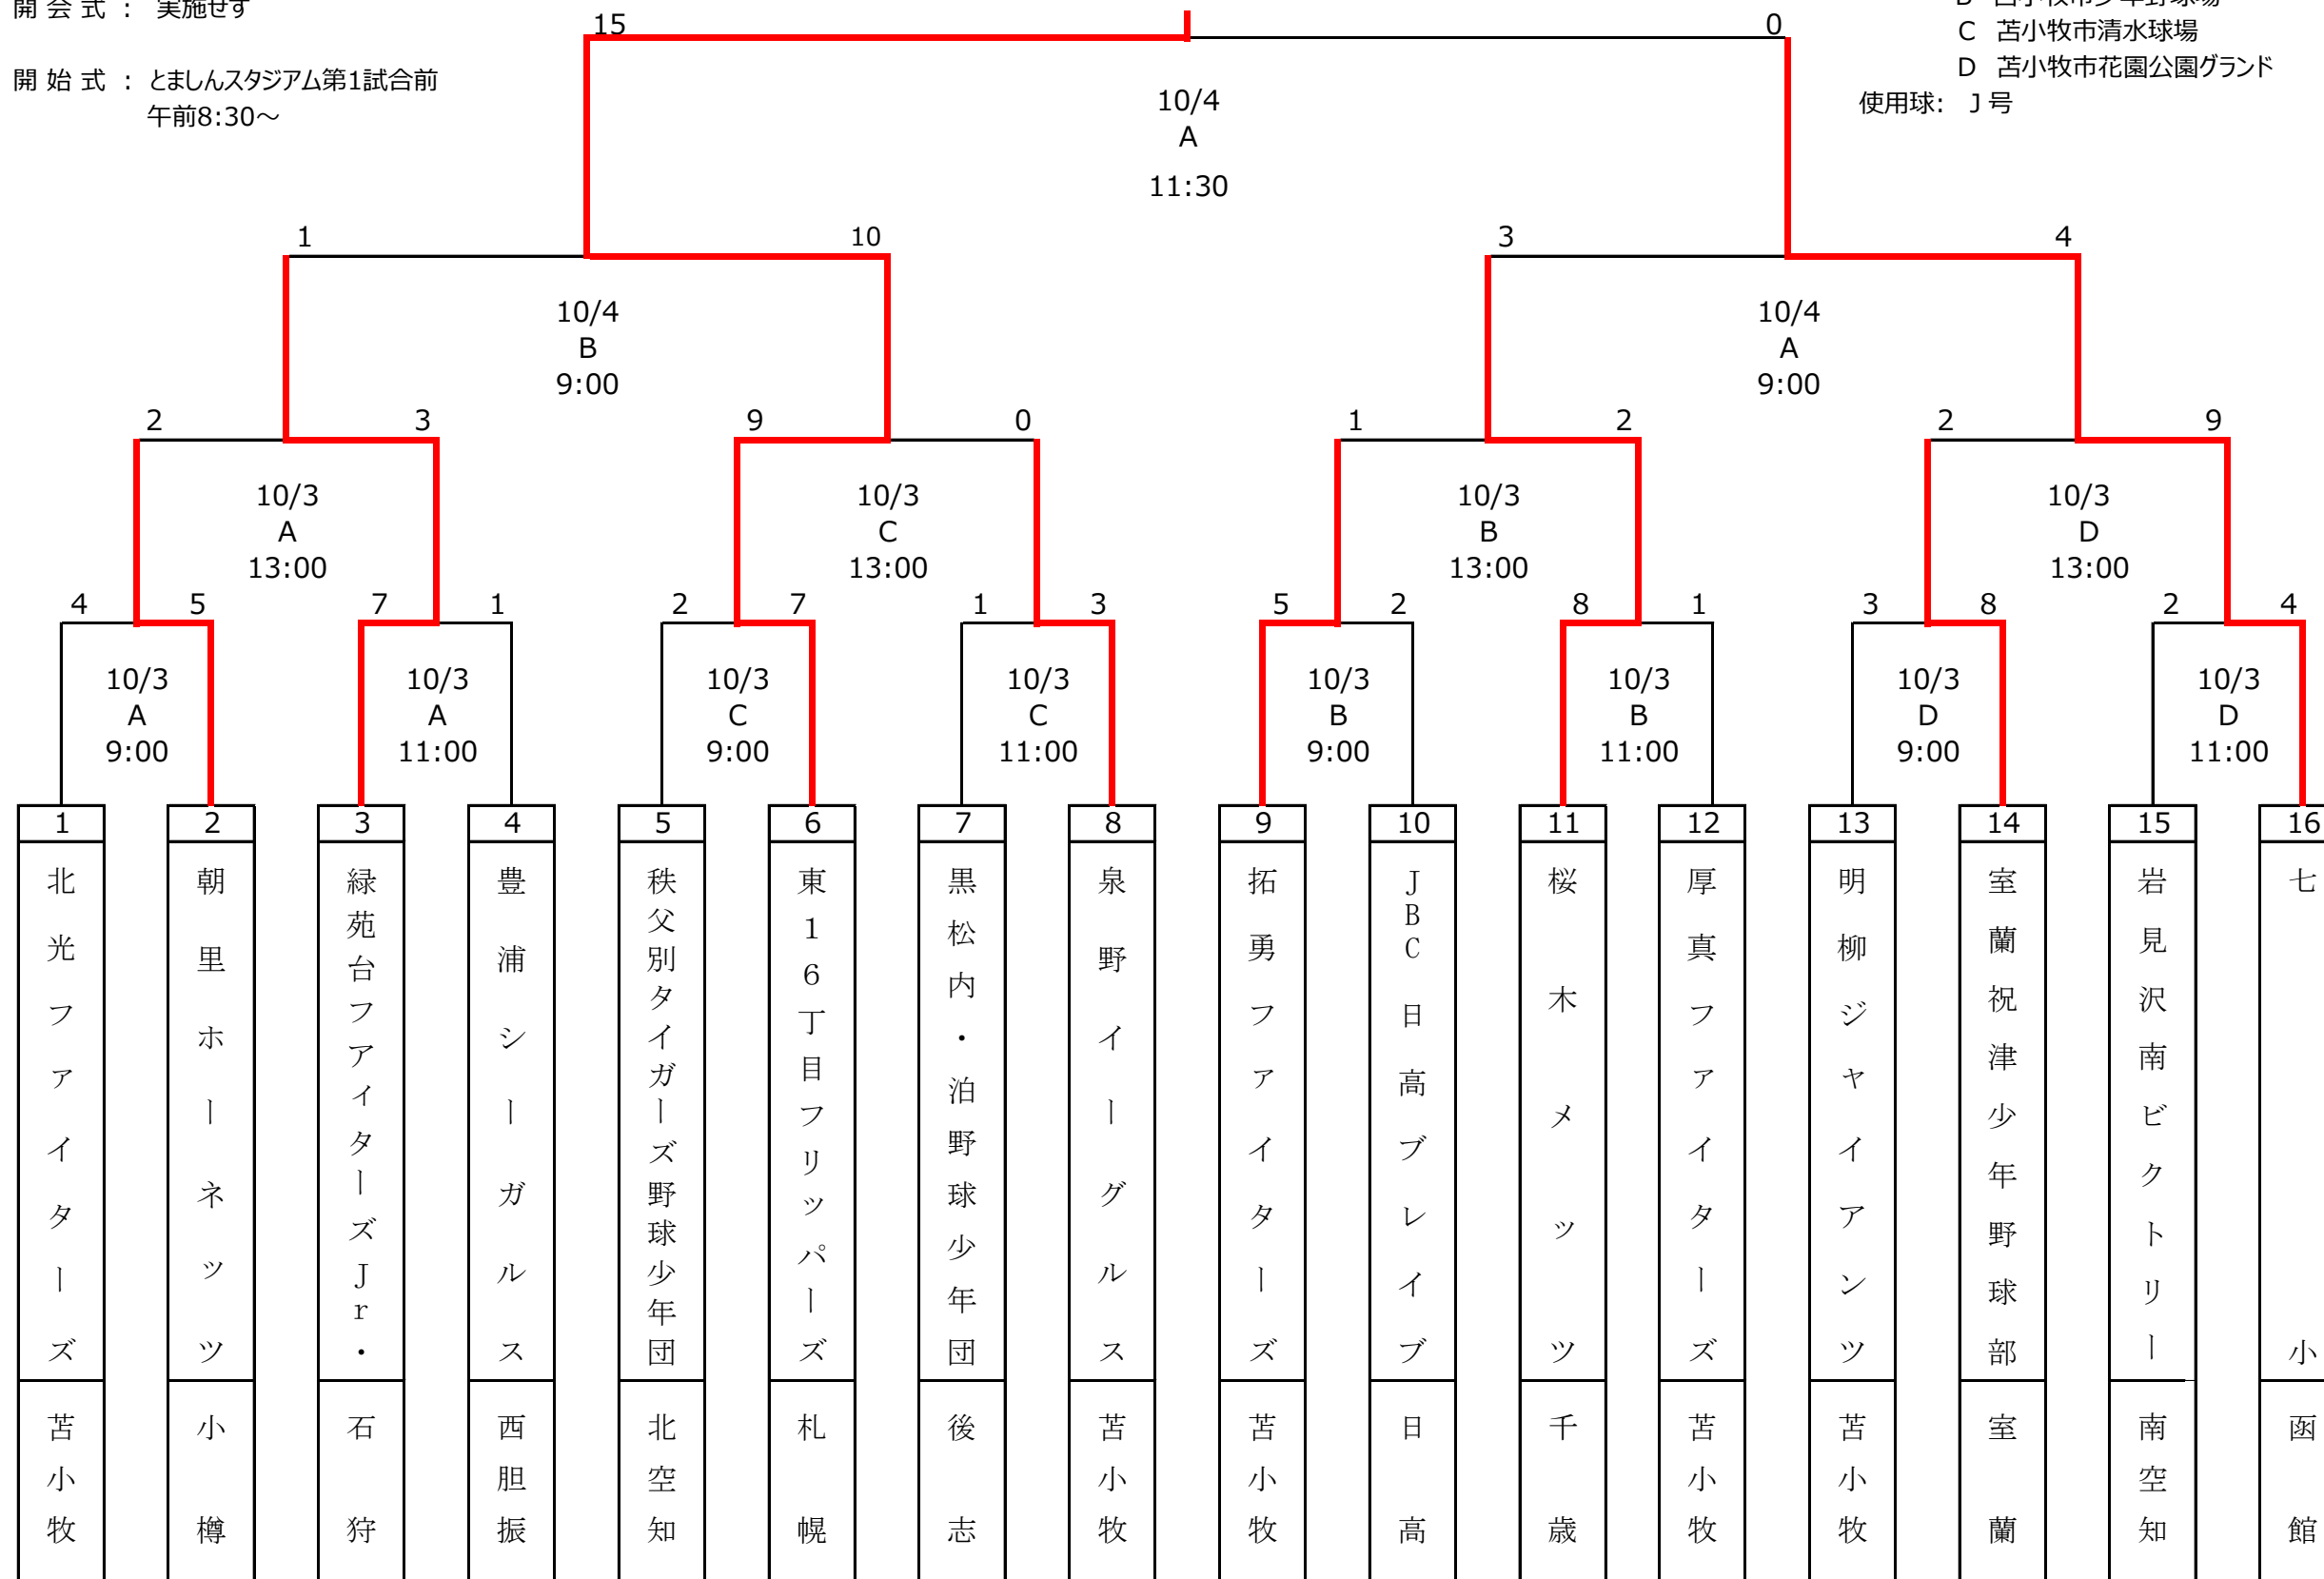 開 会 式 : 実施せず
B 苫小牧市少年野球場
15
0
C 苫小牧市清水球場
開 始 式 : とましんスタジアム第1試合前
D 苫小牧市花園公園グランド
午前8:30～
使用球: J 号
10/4
A
11:30
1
10
3
4
10/4
B
9:00
10/4
A
9:00
2
3
9
0
1
2
2
9
10/3
A
13:00
10/3
C
13:00
10/3
B
13:00
10/3
D
13:00
4
5
7
1
2
7
1
3
5
2
8
1
3
8
2
4
10/3
A
9:00
10/3
A
11:00
10/3
C
9:00
10/3
C
11:00
10/3
B
9:00
10/3
B
11:00
10/3
D
9:00
10/3
D
11:00
1
北光ファイターズ
苫小牧
2
朝里ホーネッツ
小樽
3
緑苑台ファイターズJr・
石狩
4
豊浦シーガルス
西胆振
5
秩父別タイガーズ野球少年団
北空知
6
東16丁目フリッパーズ
札幌
7
黒松内・泊野球少年団
後志
8
泉野イーグルス
苫小牧
9
拓勇ファイターズ
苫小牧
10
JBC日高ブレイブ
日高
11
桜木メッツ
千歳
12
厚真ファイターズ
苫小牧
13
明柳ジャイアンツ
苫小牧
14
室蘭祝津少年野球部
室蘭
15
岩見沢南ビクトリー
南空知
16
七小
函館